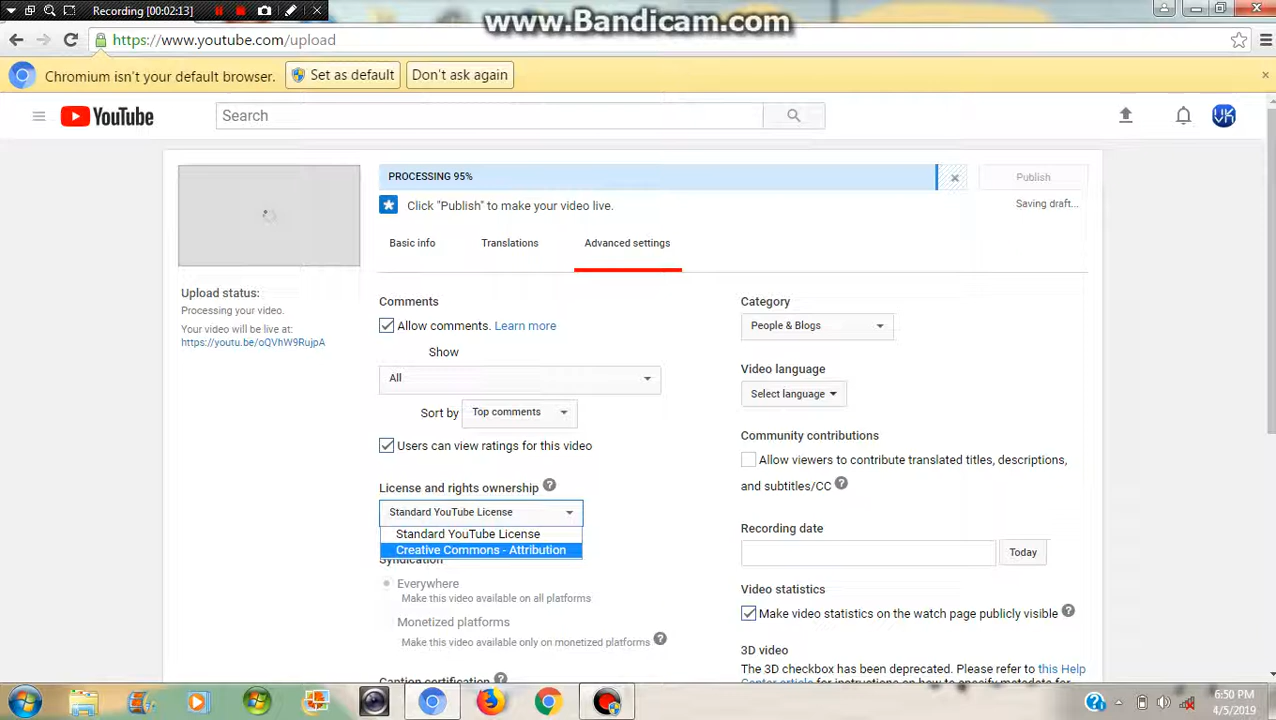 Recording [00:02:13]
www.Bandicam.com
https://www.youtube.com/upload
Chromium isn't your default browser.
Set as default
Don't ask again
YouTube
Search
VK
PROCESSING 95%
Publish
Click "Publish" to make your video live.
Saving draft...
Basic info
Translations
Advanced settings
Upload status:
Processing your video.
Your video will be live at:
https://youtu.be/oQVhW9RujpA
Comments
Allow comments. Learn more
Show
All
Sort by
Top comments
Users can view ratings for this video
License and rights ownership
Standard YouTube License
Standard YouTube License
Creative Commons - Attribution
Syndication
Everywhere
Make this video available on all platforms
Monetized platforms
Make this video available only on monetized platforms
Caption certification
Category
People & Blogs
Video language
Select language
Community contributions
Allow viewers to contribute translated titles, descriptions,
and subtitles/CC
Recording date
Today
Video statistics
Make video statistics on the watch page publicly visible
3D video
The 3D checkbox has been deprecated. Please refer to this Help
Center article for instructions on how to specify metadata for
6:50 PM
4/5/2019